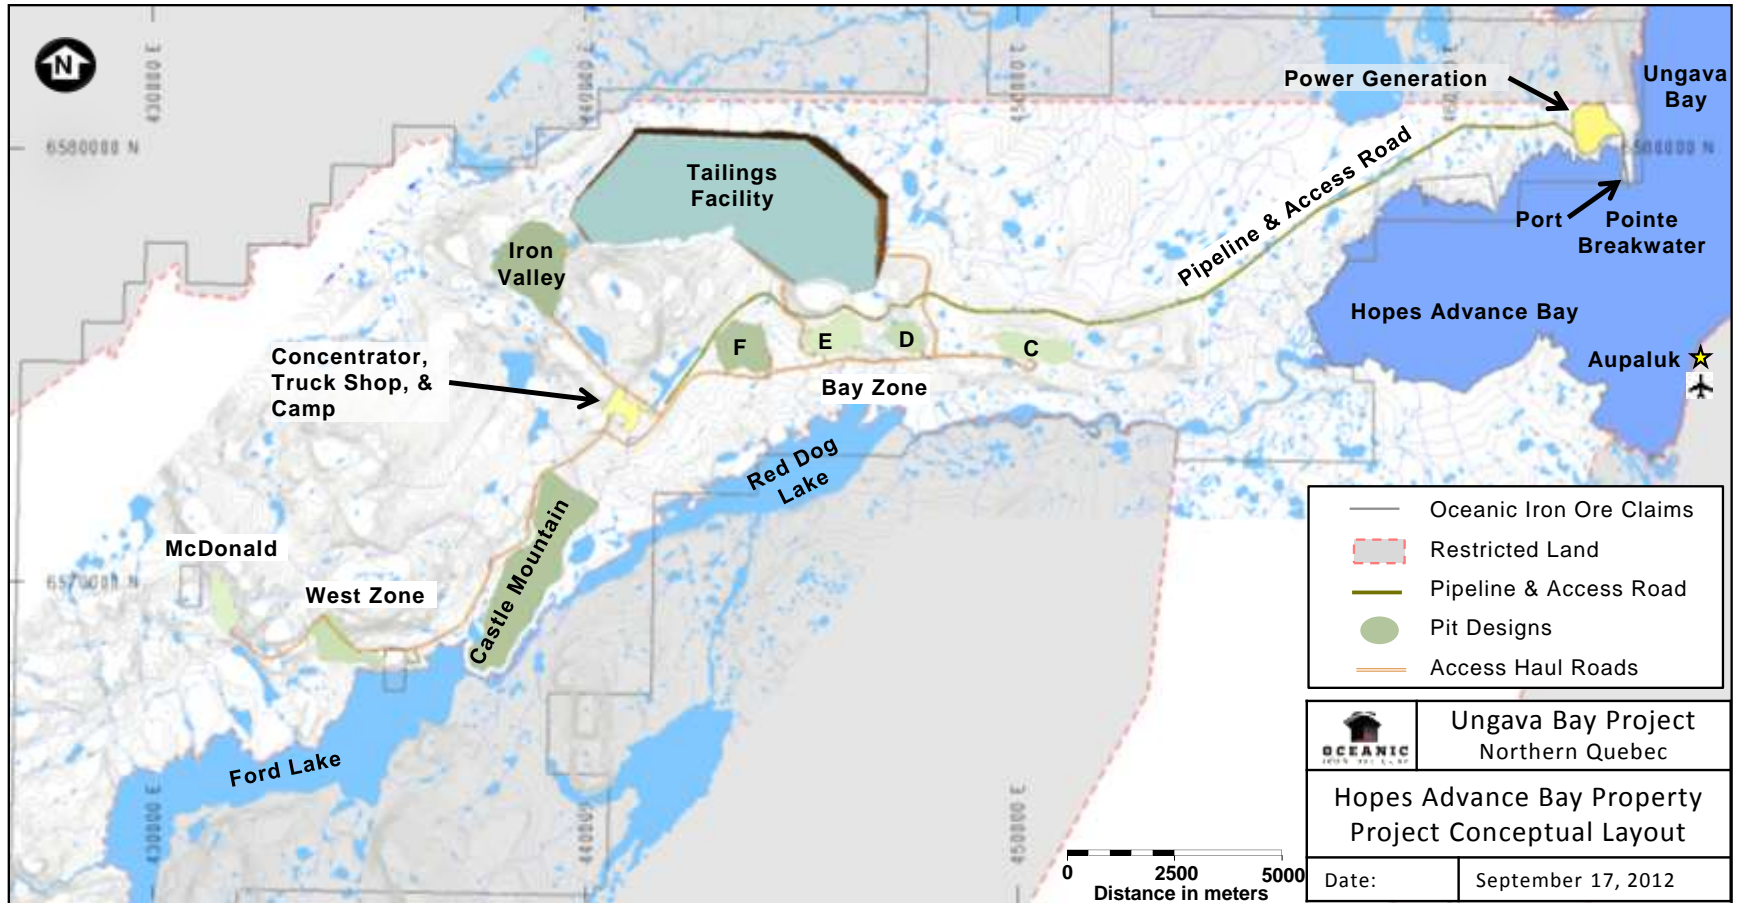 N
430000 E
440000 E
450000 E
6580000 N
Power Generation
Ungava
Bay
Tailings
Facility
Pipeline & Access Road
Port
Pointe
Breakwater
Iron
Valley
Hopes Advance Bay
Concentrator,
Truck Shop, &
Camp
F
E
D
C
Bay Zone
Aupaluk
Red Dog
Lake
Castle Mountain
McDonald
6570000 N
West Zone
Ford Lake
430000 E
440000 E
450000 E
Oceanic Iron Ore Claims
Restricted Land
Pipeline & Access Road
Pit Designs
Access Haul Roads
OCEANIC
Ungava Bay Project
Northern Quebec
Hopes Advance Bay Property
Project Conceptual Layout
Date:
September 17, 2012
0
2500
5000
Distance in meters